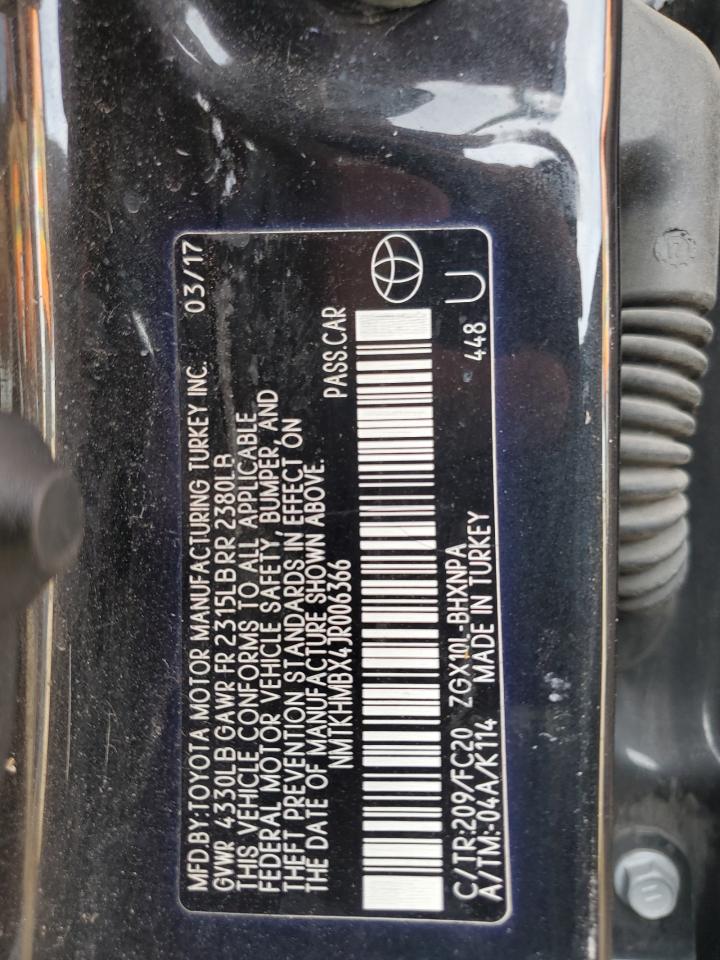 MFD.BY:TOYOTA MOTOR MANUFACTURING TURKEY INC. 03/17
GVWR 4330LB GAWR FR 2315LB RR 2380LB
THIS VEHICLE CONFORMS TO ALL APPLICABLE
FEDERAL MOTOR VEHICLE SAFETY, BUMPER, AND
THEFT PREVENTION STANDARDS IN EFFECT ON
THE DATE OF MANUFACTURE SHOWN ABOVE.
NMTKHMBX4JR006366 PASS.CAR
C/TR:209/FC20 ZGX10L-BHXNPA 448 U
A/TM:-04A/K114 MADE IN TURKEY